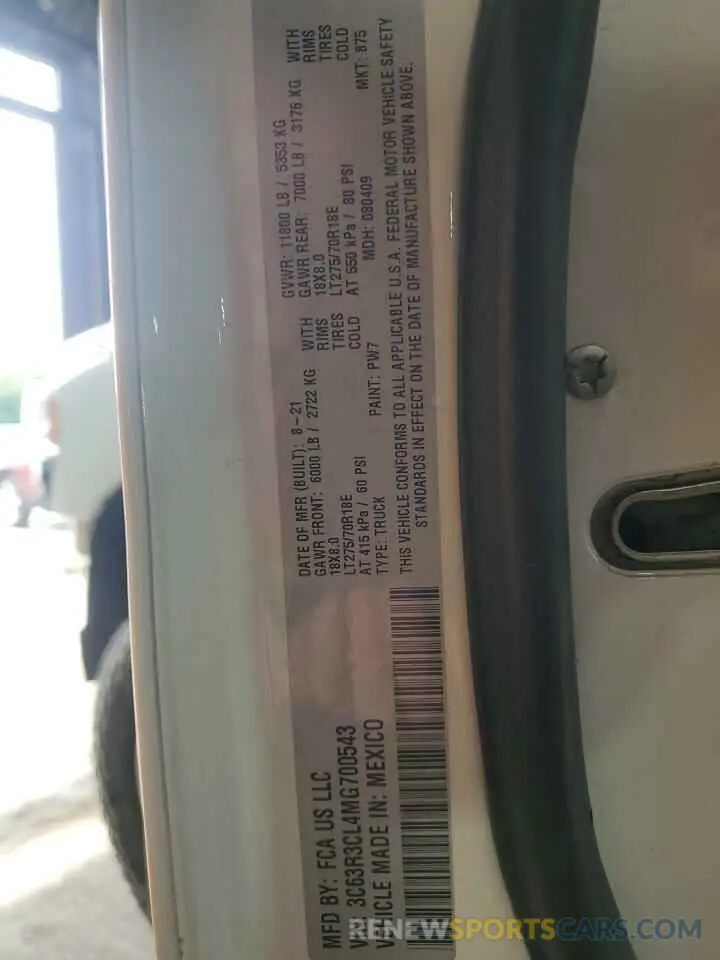 MFD BY: FCA US LLC
DATE OF MFR (BUILT): 8-21
GVWR: 11800 LB / 5353 KG
GAWR FRONT: 6000 LB / 2722 KG WITH
GAWR REAR: 7000 LB / 3176 KG WITH
18X8.0 RIMS
18X8.0 RIMS
LT275/70R18E TIRES
LT275/70R18E TIRES
AT 415 kPa / 60 PSI COLD
AT 550 kPa / 80 PSI COLD
VIN: 3C63R3CL4MG700543
TYPE: TRUCK PAINT: PW7 MDH: 080409 MKT: 875
VEHICLE MADE IN: MEXICO
THIS VEHICLE CONFORMS TO ALL APPLICABLE U.S.A. FEDERAL MOTOR VEHICLE SAFETY
STANDARDS IN EFFECT ON THE DATE OF MANUFACTURE SHOWN ABOVE.
RENEWSPORTSCARS.COM